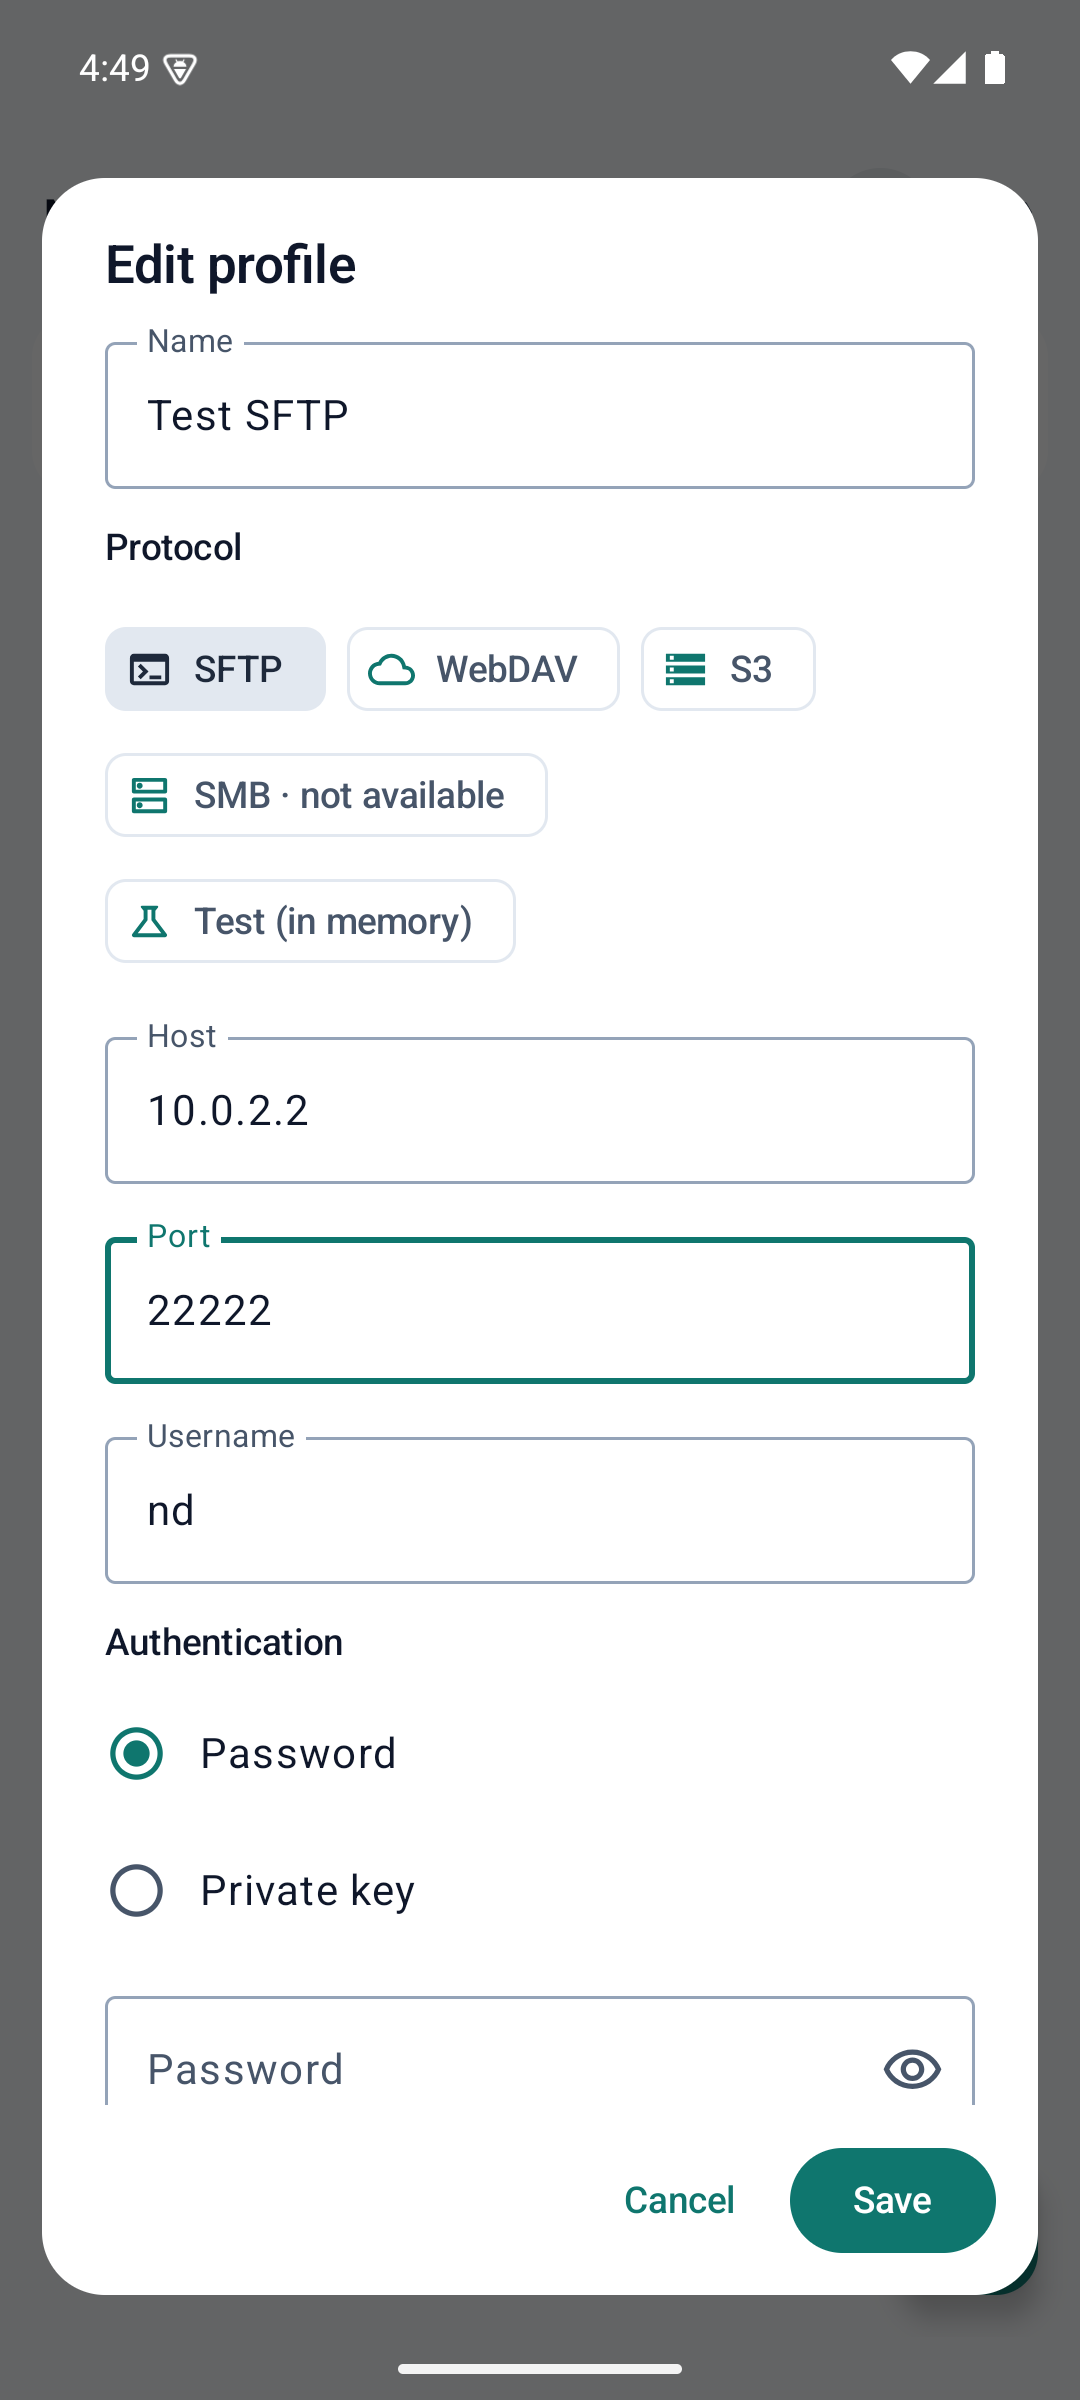 4:49
Edit profile
Name
Test SFTP
Protocol
SFTP
WebDAV
S3
SMB · not available
Test (in memory)
Host
10.0.2.2
Port
22222
Username
nd
Authentication
Password
Private key
Password
Cancel
Save